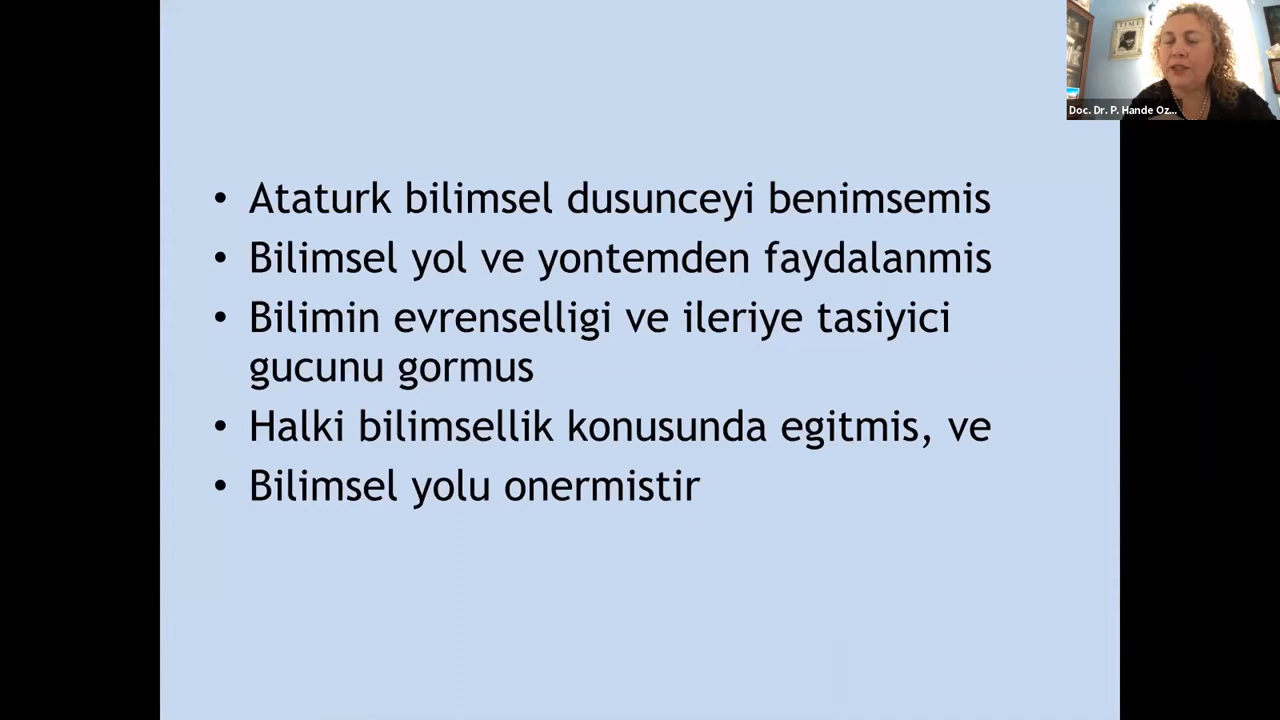 • Ataturk bilimsel dusunceyi benimsemis
• Bilimsel yol ve yontemden faydalanmis
• Bilimin evrenselligi ve ileriye tasiyici
gucunu gormus
• Halki bilimsellik konusunda egitmis, ve
• Bilimsel yolu onermistir
TIME
Doc. Dr. P. Hande Oz...